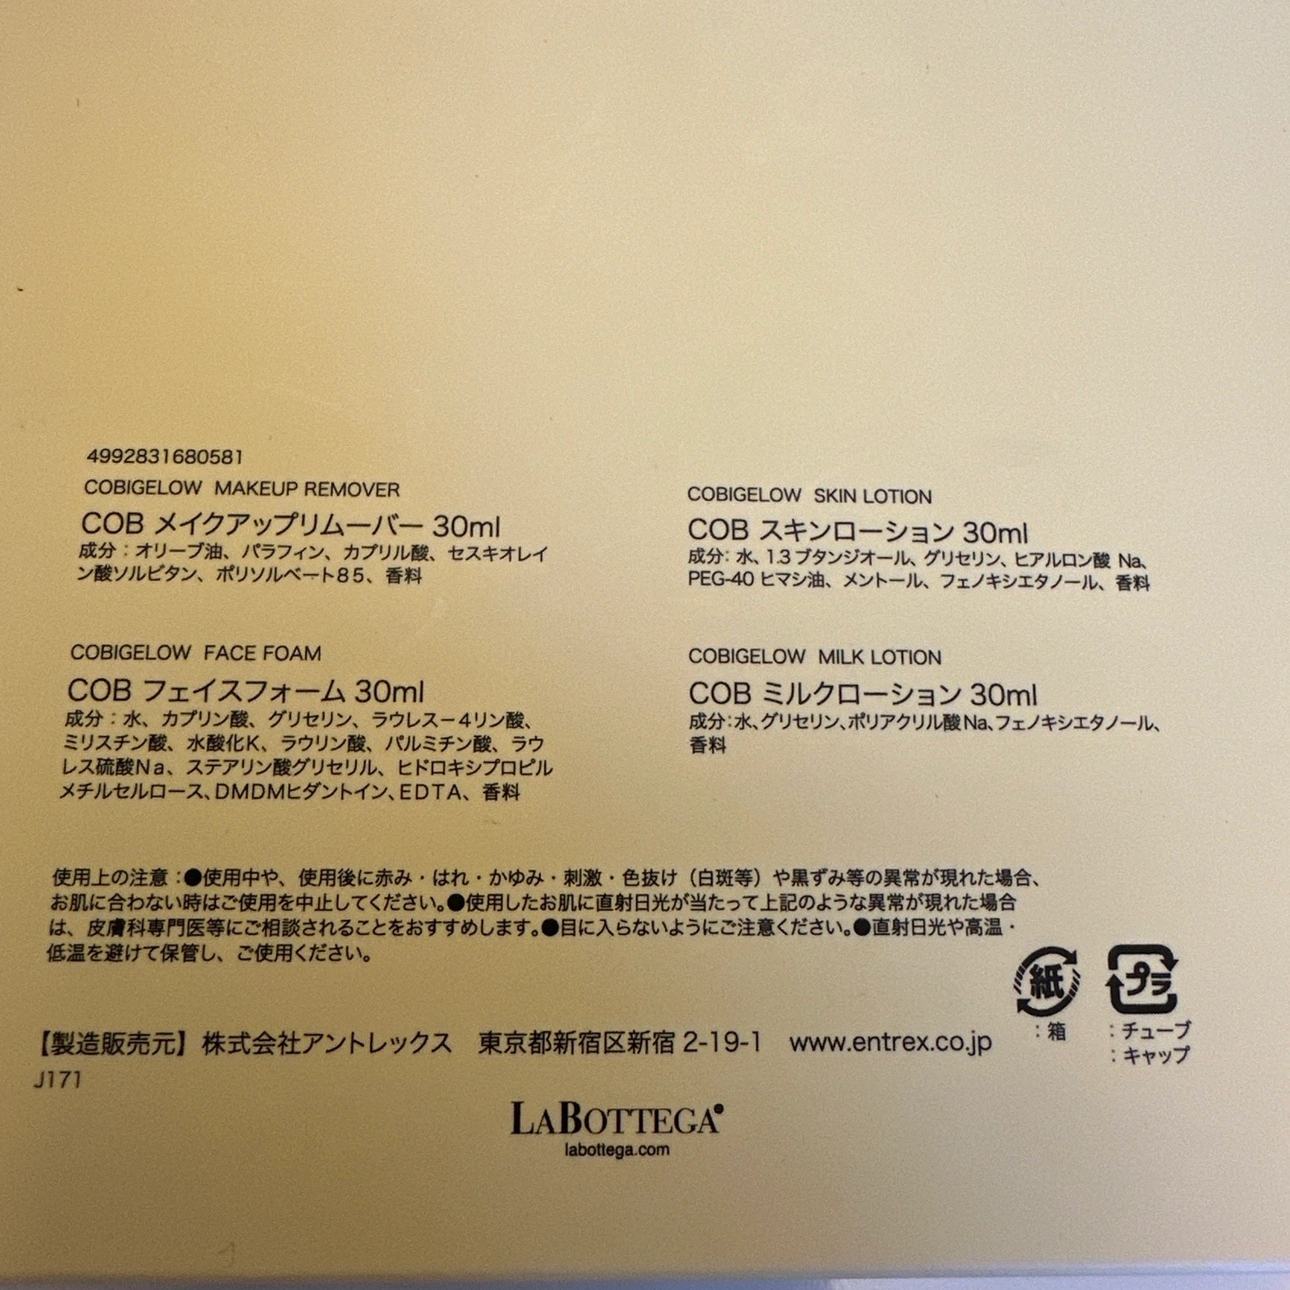 4992831680581
COBIGELOW MAKEUP REMOVER
COB メイクアップリムーバー 30ml
成分：オリーブ油、パラフィン、カプリル酸、セスキオレイ
ン酸ソルビタン、ポリソルベート85、香料
COBIGELOW SKIN LOTION
COB スキンローション 30ml
成分: 水、1.3 ブタンジオール、グリセリン、ヒアルロン酸 Na、
PEG-40 ヒマシ油、メントール、フェノキシエタノール、香料
COBIGELOW FACE FOAM
COB フェイスフォーム 30ml
成分：水、カプリン酸、グリセリン、ラウレス－4リン酸、
ミリスチン酸、水酸化K、ラウリン酸、パルミチン酸、ラウ
レス硫酸Na、ステアリン酸グリセリル、ヒドロキシプロピル
メチルセルロース、DMDMヒダントイン、EDTA、香料
COBIGELOW MILK LOTION
COB ミルクローション 30ml
成分:水、グリセリン、ポリアクリル酸Na、フェノキシエタノール、
香料
使用上の注意：●使用中や、使用後に赤み・はれ・かゆみ・刺激・色抜け（白斑等）や黒ずみ等の異常が現れた場合、
お肌に合わない時はご使用を中止してください。●使用したお肌に直射日光が当たって上記のような異常が現れた場合
は、皮膚科専門医等にご相談されることをおすすめします。●目に入らないようにご注意ください。●直射日光や高温・
低温を避けて保管し、ご使用ください。
紙
プラ
：箱
：チューブ
：キャップ
【製造販売元】株式会社アントレックス 東京都新宿区新宿 2-19-1 www.entrex.co.jp
J171
LABOTTEGA
labottega.com